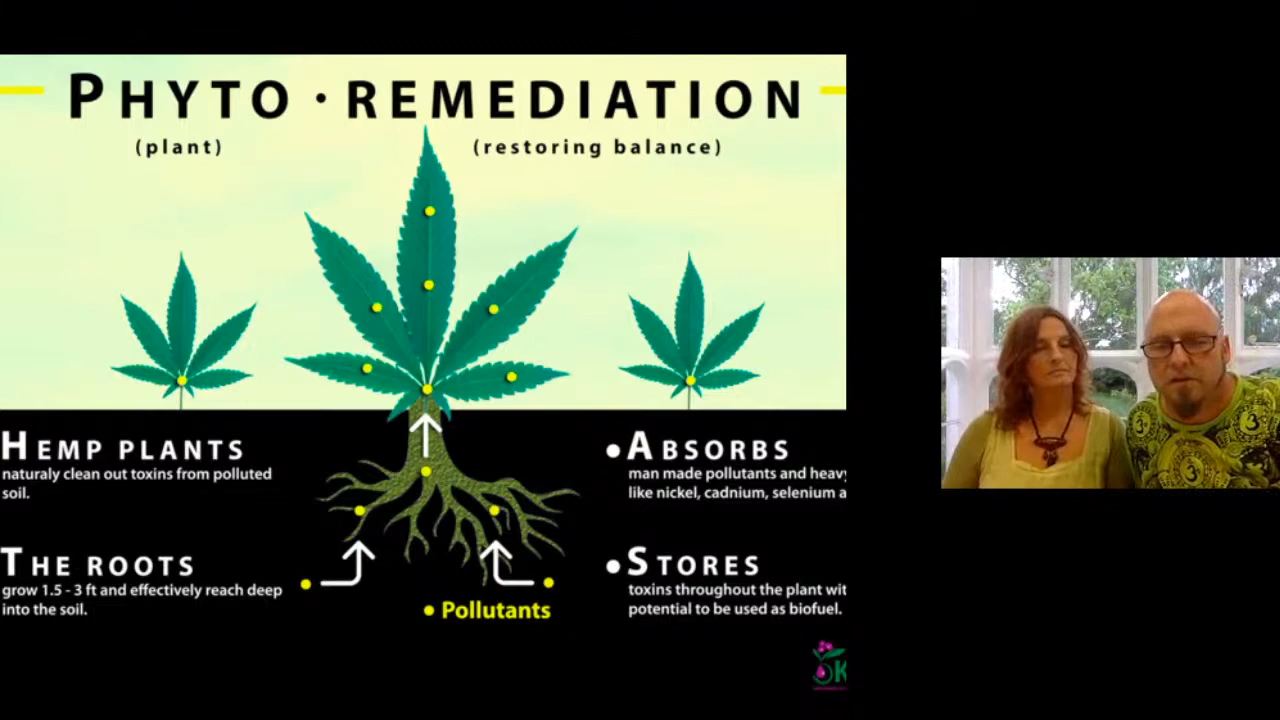 PHYTO · REMEDIATION
(plant) (restoring balance)
HEMP PLANTS
naturaly clean out toxins from polluted
soil.
•ABSORBS
man made pollutants and heavy
like nickel, cadnium, selenium a
THE ROOTS
grow 1.5 - 3 ft and effectively reach deep
into the soil.
•STORES
toxins throughout the plant wit
potential to be used as biofuel.
• Pollutants
OK